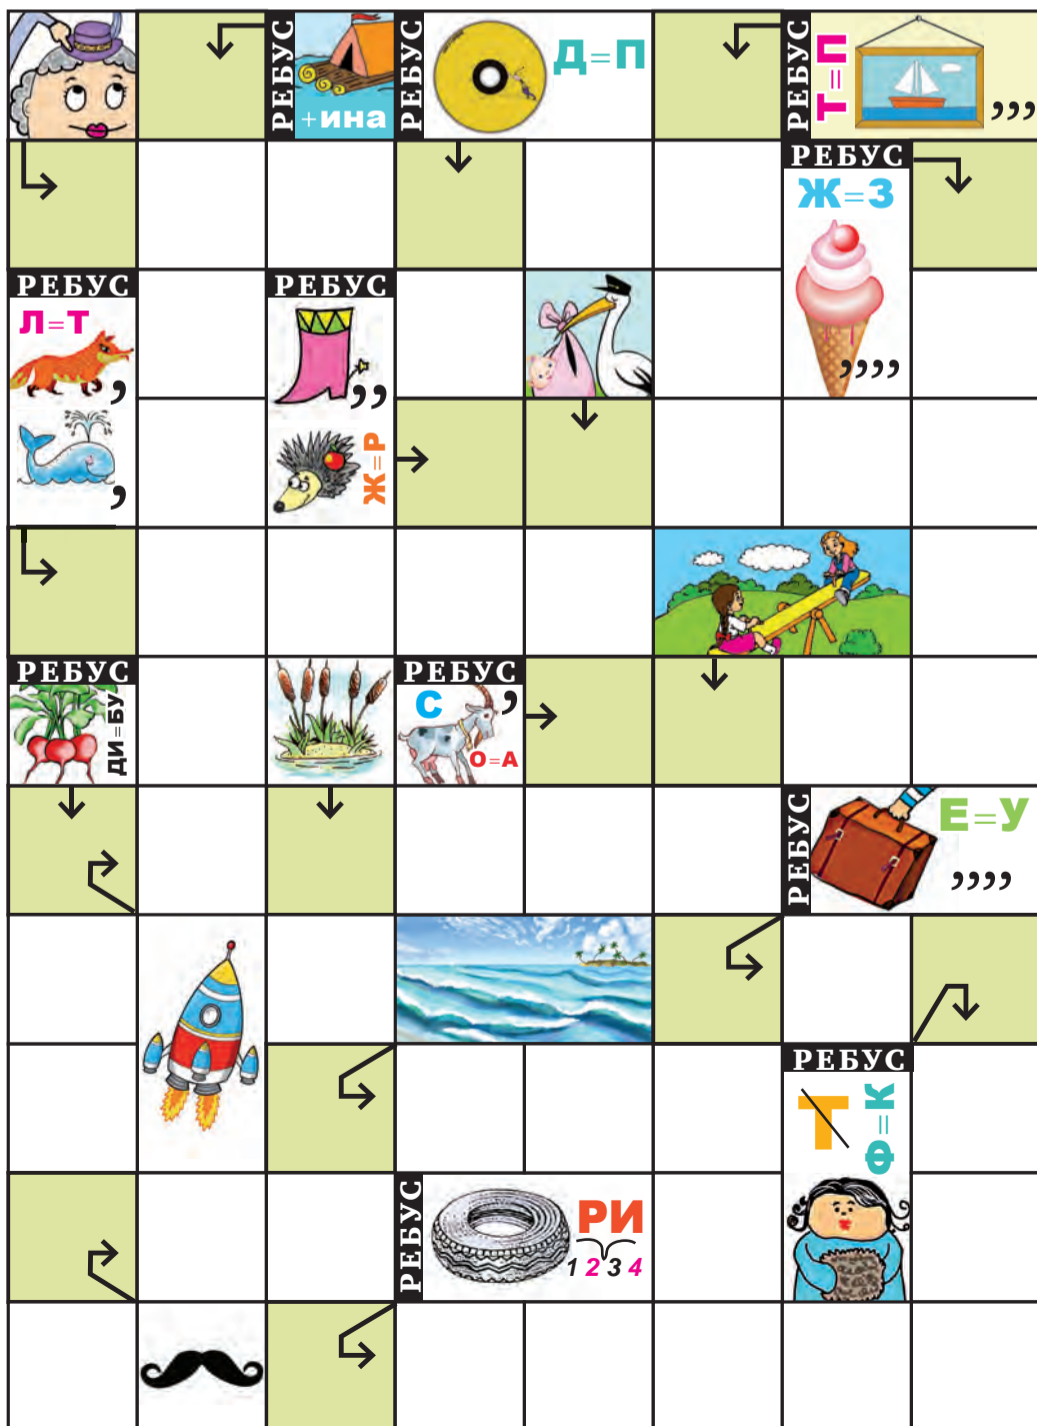 РЕБУС
+ина
РЕБУС
Д=П
РЕБУС
Т=П
,,,
РЕБУС
Ж=З
,,,,
РЕБУС
Л=Т
,
,
РЕБУС
,,
Ж=Р
РЕБУС
ДИ=БУ
РЕБУС
С ,
О=А
РЕБУС
Е=У
,,,,
РЕБУС
Т
Ф=К
РЕБУС
РИ
1 2 3 4